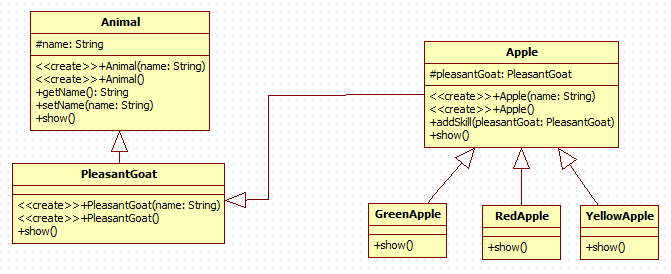 Animal
#name: String
<<create>>+Animal(name: String)
<<create>>+Animal()
+getName(): String
+setName(name: String)
+show()
PleasantGoat
<<create>>+PleasantGoat(name: String)
<<create>>+PleasantGoat()
+show()
Apple
#pleasantGoat: PleasantGoat
<<create>>+Apple(name: String)
<<create>>+Apple()
+addSkill(pleasantGoat: PleasantGoat)
+show()
GreenApple
+show()
RedApple
+show()
YellowApple
+show()